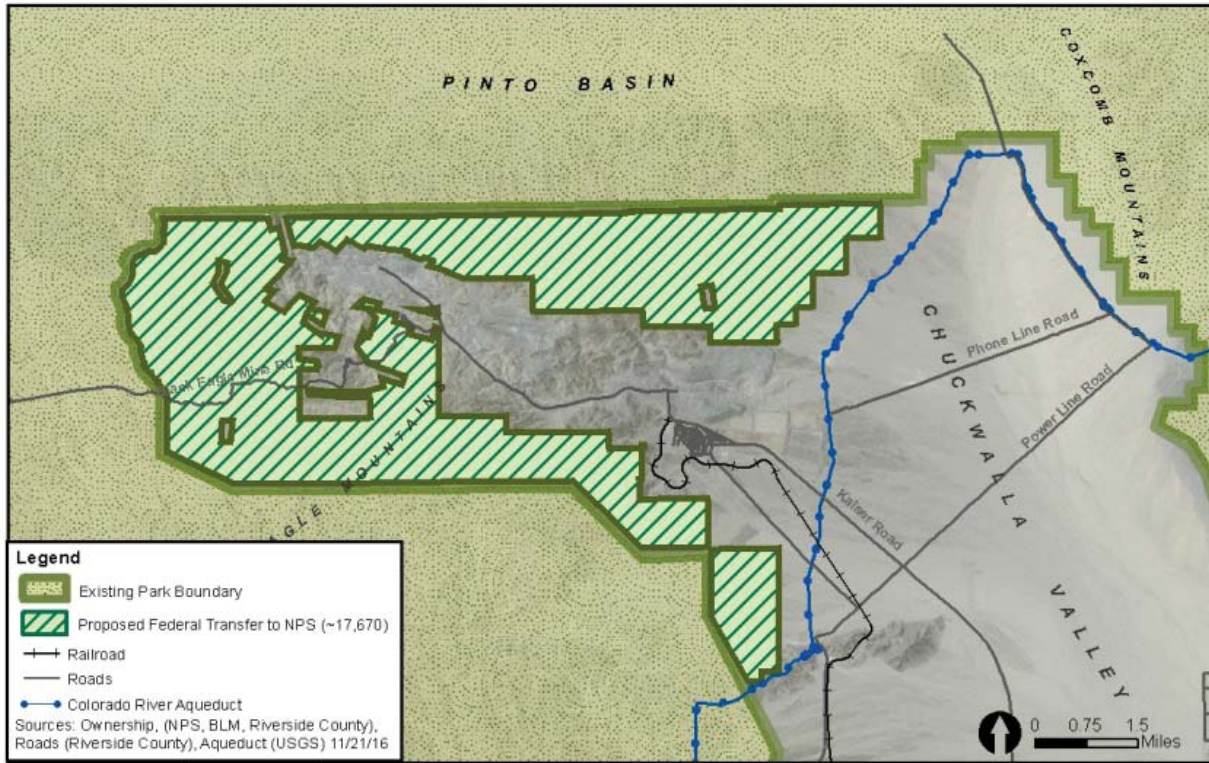 PINTO BASIN
COXCOMB MOUNTAINS
CHUCKWALLA
VALLEY
Phone Line Road
Power Line Road
Kaiser Road
Eagle Mine Rd
MOUNTAINS
Legend
Existing Park Boundary
Proposed Federal Transfer to NPS (~17,670)
Railroad
Roads
Colorado River Aqueduct
Sources: Ownership, (NPS, BLM, Riverside County),
Roads (Riverside County), Aqueduct (USGS) 11/21/16
0 0.75 1.5
Miles